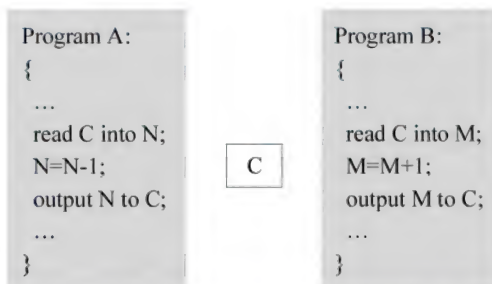 Program A:
{
…
read C into N;
N=N-1;
output N to C;
…
}
C
Program B:
{
…
read C into M;
M=M+1;
output M to C;
…
}